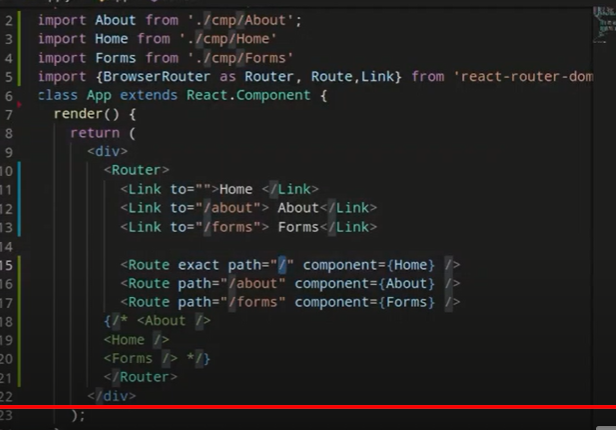 2 import About from './cmp/About';
3 import Home from './cmp/Home'
4 import Forms from './cmp/Forms'
5 import {BrowserRouter as Router, Route,Link} from 'react-router-dom
6 class App extends React.Component {
7 render() {
8 return (
9 <div>
10 <Router>
11 <Link to="">Home </Link>
12 <Link to="/about"> About</Link>
13 <Link to="/forms"> Forms</Link>
14
15 <Route exact path="/" component={Home} />
16 <Route path="/about" component={About} />
17 <Route path="/forms" component={Forms} />
18 {/* <About />
19 <Home />
20 <Forms /> */}
21 </Router>
22 </div>
23 );